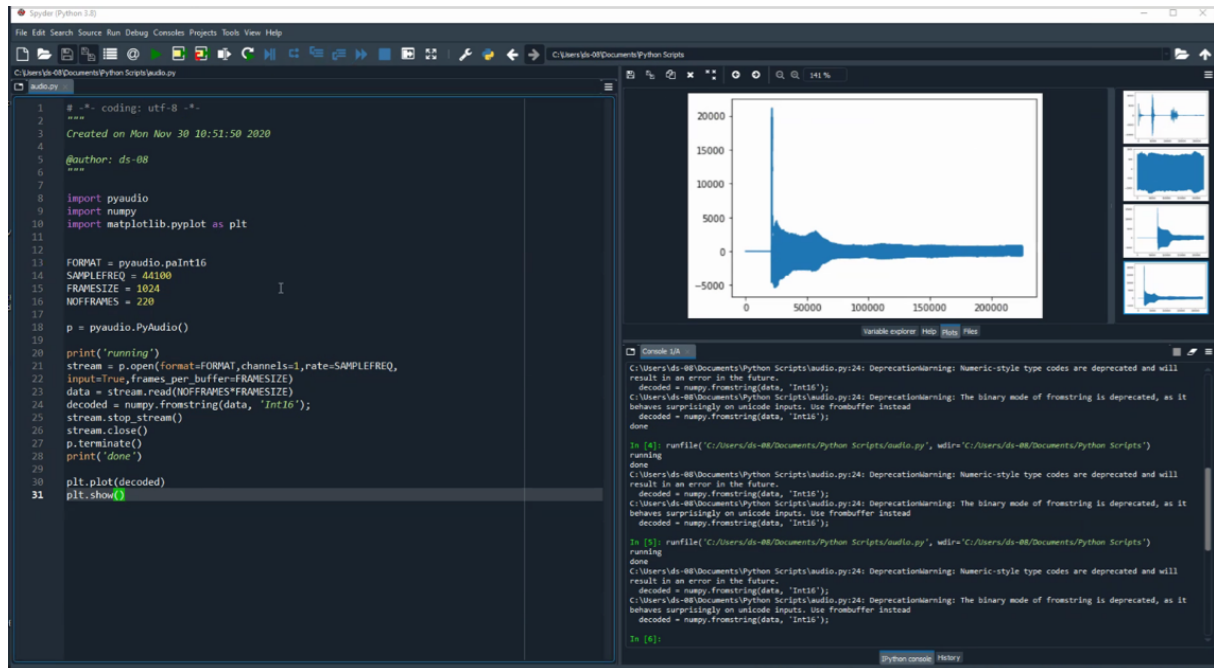 Spyder (Python 3.8)
File Edit Search Source Run Debug Consoles Projects Tools View Help
C:\Users\ds-08\Documents\Python Scripts
C:\Users\ds-08\Documents\Python Scripts\audio.py
audio.py
1 # -*- coding: utf-8 -*-
2 """
3 Created on Mon Nov 30 10:51:50 2020
4
5 @author: ds-08
6 """
7
8 import pyaudio
9 import numpy
10 import matplotlib.pyplot as plt
11
12
13 FORMAT = pyaudio.paInt16
14 SAMPLEFREQ = 44100
15 FRAMESIZE = 1024
16 NOFFRAMES = 220
17
18 p = pyaudio.PyAudio()
19
20 print('running')
21 stream = p.open(format=FORMAT,channels=1,rate=SAMPLEFREQ,
22 input=True,frames_per_buffer=FRAMESIZE)
23 data = stream.read(NOFFRAMES*FRAMESIZE)
24 decoded = numpy.fromstring(data, 'Int16');
25 stream.stop_stream()
26 stream.close()
27 p.terminate()
28 print('done')
29
30 plt.plot(decoded)
31 plt.show()
141 %
20000
15000
10000
5000
0
-5000
0 50000 100000 150000 200000
Variable explorer Help Plots Files
Console 1/A
C:\Users\ds-08\Documents\Python Scripts\audio.py:24: DeprecationWarning: Numeric-style type codes are deprecated and will
result in an error in the future.
decoded = numpy.fromstring(data, 'Int16');
C:\Users\ds-08\Documents\Python Scripts\audio.py:24: DeprecationWarning: The binary mode of fromstring is deprecated, as it
behaves surprisingly on unicode inputs. Use frombuffer instead
decoded = numpy.fromstring(data, 'Int16');
done
In [4]: runfile('C:/Users/ds-08/Documents/Python Scripts/audio.py', wdir='C:/Users/ds-08/Documents/Python Scripts')
running
done
C:\Users\ds-08\Documents\Python Scripts\audio.py:24: DeprecationWarning: Numeric-style type codes are deprecated and will
result in an error in the future.
decoded = numpy.fromstring(data, 'Int16');
C:\Users\ds-08\Documents\Python Scripts\audio.py:24: DeprecationWarning: The binary mode of fromstring is deprecated, as it
behaves surprisingly on unicode inputs. Use frombuffer instead
decoded = numpy.fromstring(data, 'Int16');
In [5]: runfile('C:/Users/ds-08/Documents/Python Scripts/audio.py', wdir='C:/Users/ds-08/Documents/Python Scripts')
running
done
C:\Users\ds-08\Documents\Python Scripts\audio.py:24: DeprecationWarning: Numeric-style type codes are deprecated and will
result in an error in the future.
decoded = numpy.fromstring(data, 'Int16');
C:\Users\ds-08\Documents\Python Scripts\audio.py:24: DeprecationWarning: The binary mode of fromstring is deprecated, as it
behaves surprisingly on unicode inputs. Use frombuffer instead
decoded = numpy.fromstring(data, 'Int16');
In [6]:
IPython console History